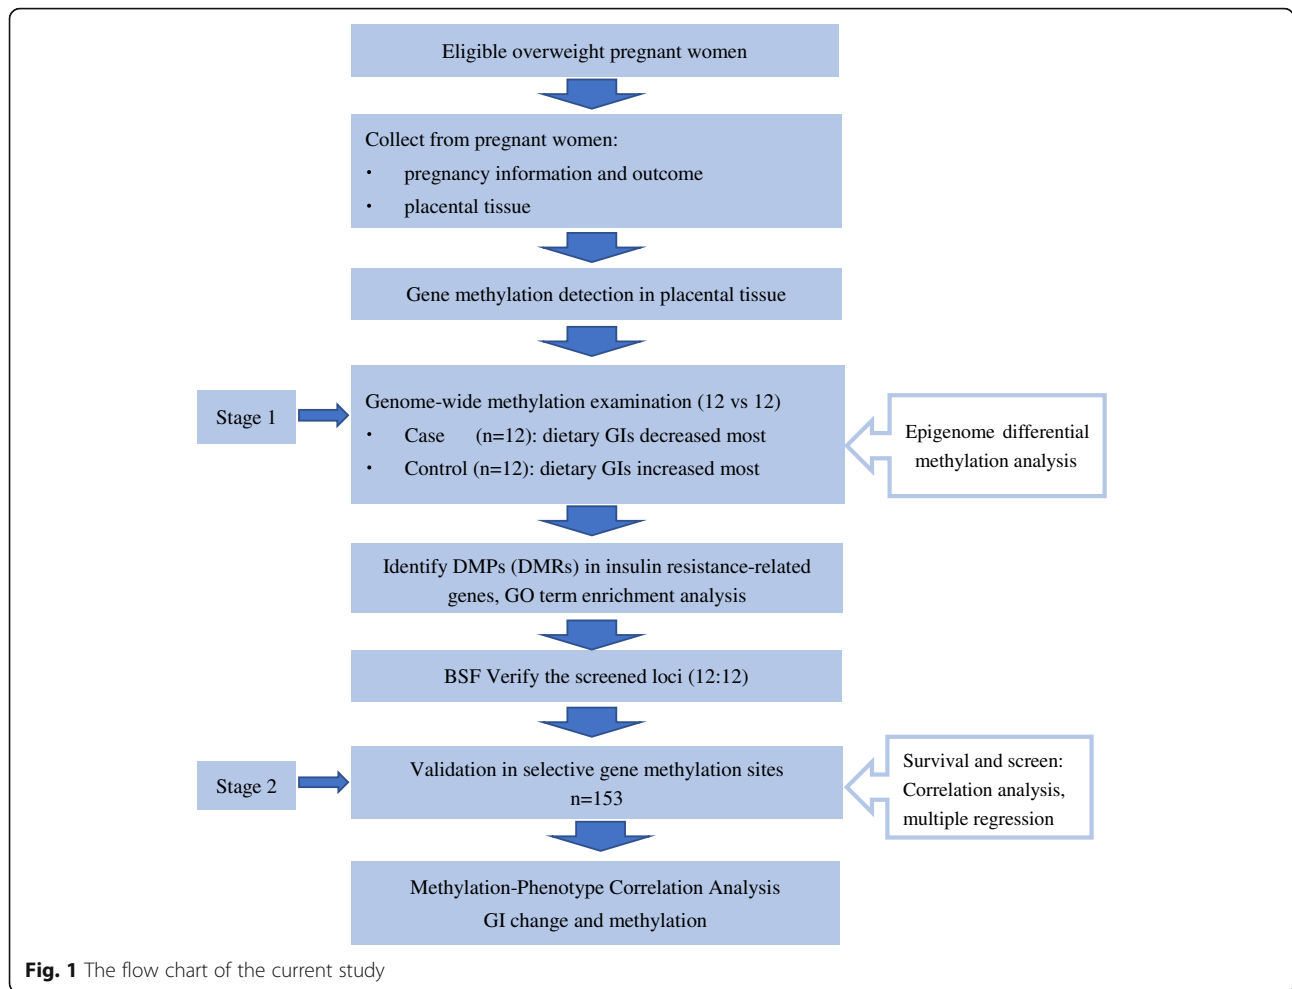 Eligible overweight pregnant women
Collect from pregnant women:
• pregnancy information and outcome
• placental tissue
Gene methylation detection in placental tissue
Stage 1
Genome-wide methylation examination (12 vs 12)
• Case (n=12): dietary GIs decreased most
• Control (n=12): dietary GIs increased most
Epigenome differential
methylation analysis
Identify DMPs (DMRs) in insulin resistance-related
genes, GO term enrichment analysis
BSF Verify the screened loci (12:12)
Stage 2
Validation in selective gene methylation sites
n=153
Survival and screen:
Correlation analysis,
multiple regression
Methylation-Phenotype Correlation Analysis
GI change and methylation
Fig. 1 The flow chart of the current study